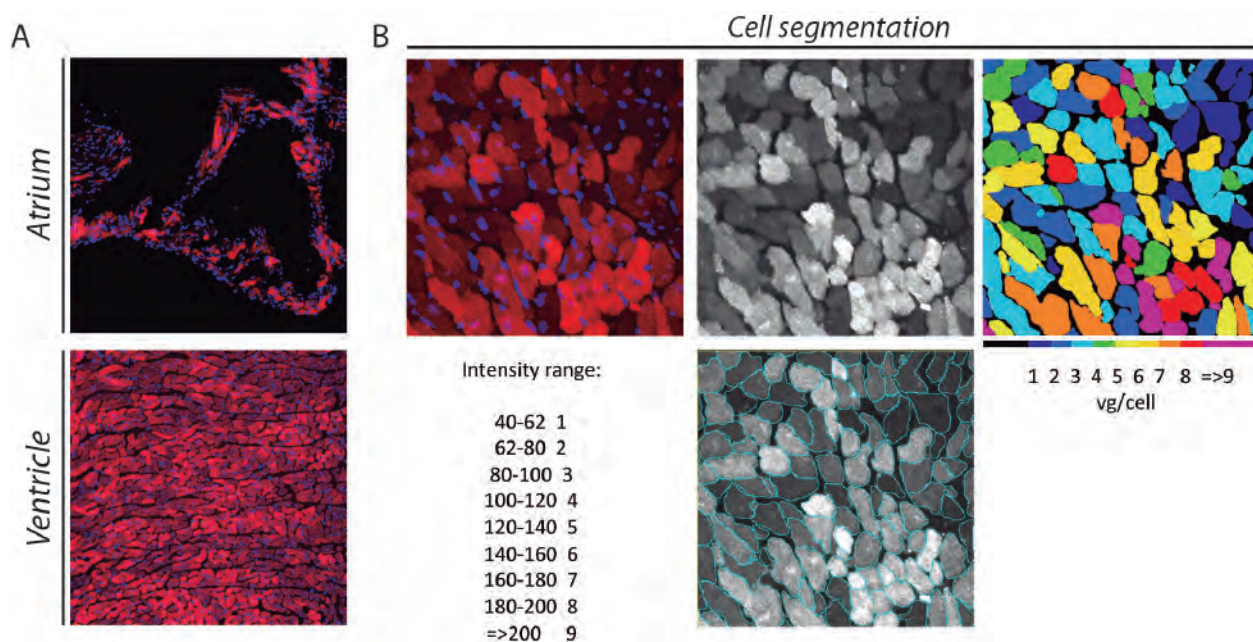 A
B
Cell segmentation
Atrium
Ventricle
Intensity range:
40-62 1
62-80 2
80-100 3
100-120 4
120-140 5
140-160 6
160-180 7
180-200 8
=>200 9
1 2 3 4 5 6 7 8 =>9
vg/cell